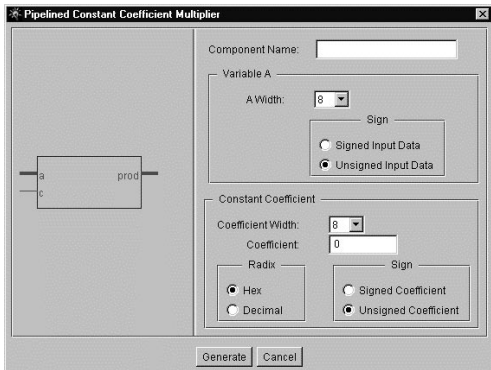 Pipelined Constant Coefficient Multiplier
Component Name:
Variable A
A Width: 8
Sign
Signed Input Data
Unsigned Input Data
a prod
c
Constant Coefficient
Coefficient Width: 8
Coefficient: 0
Radix Sign
Hex Signed Coefficient
Decimal Unsigned Coefficient
Generate Cancel